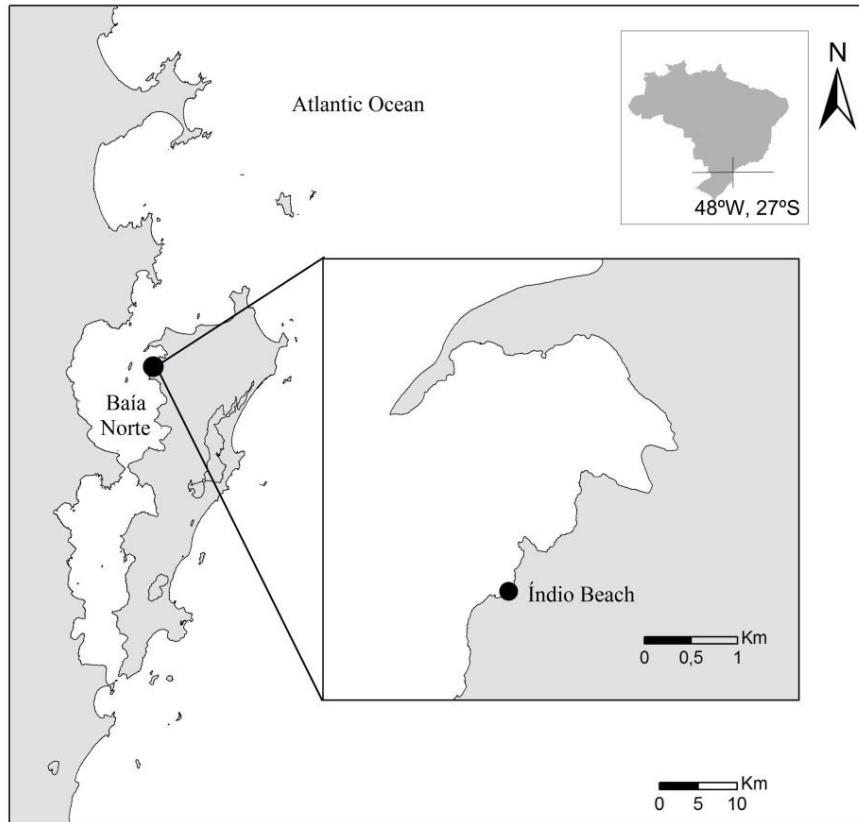 Atlantic Ocean
N
48ºW, 27ºS
Baía
Norte
Índio Beach
Km
0 0,5 1
Km
0 5 10